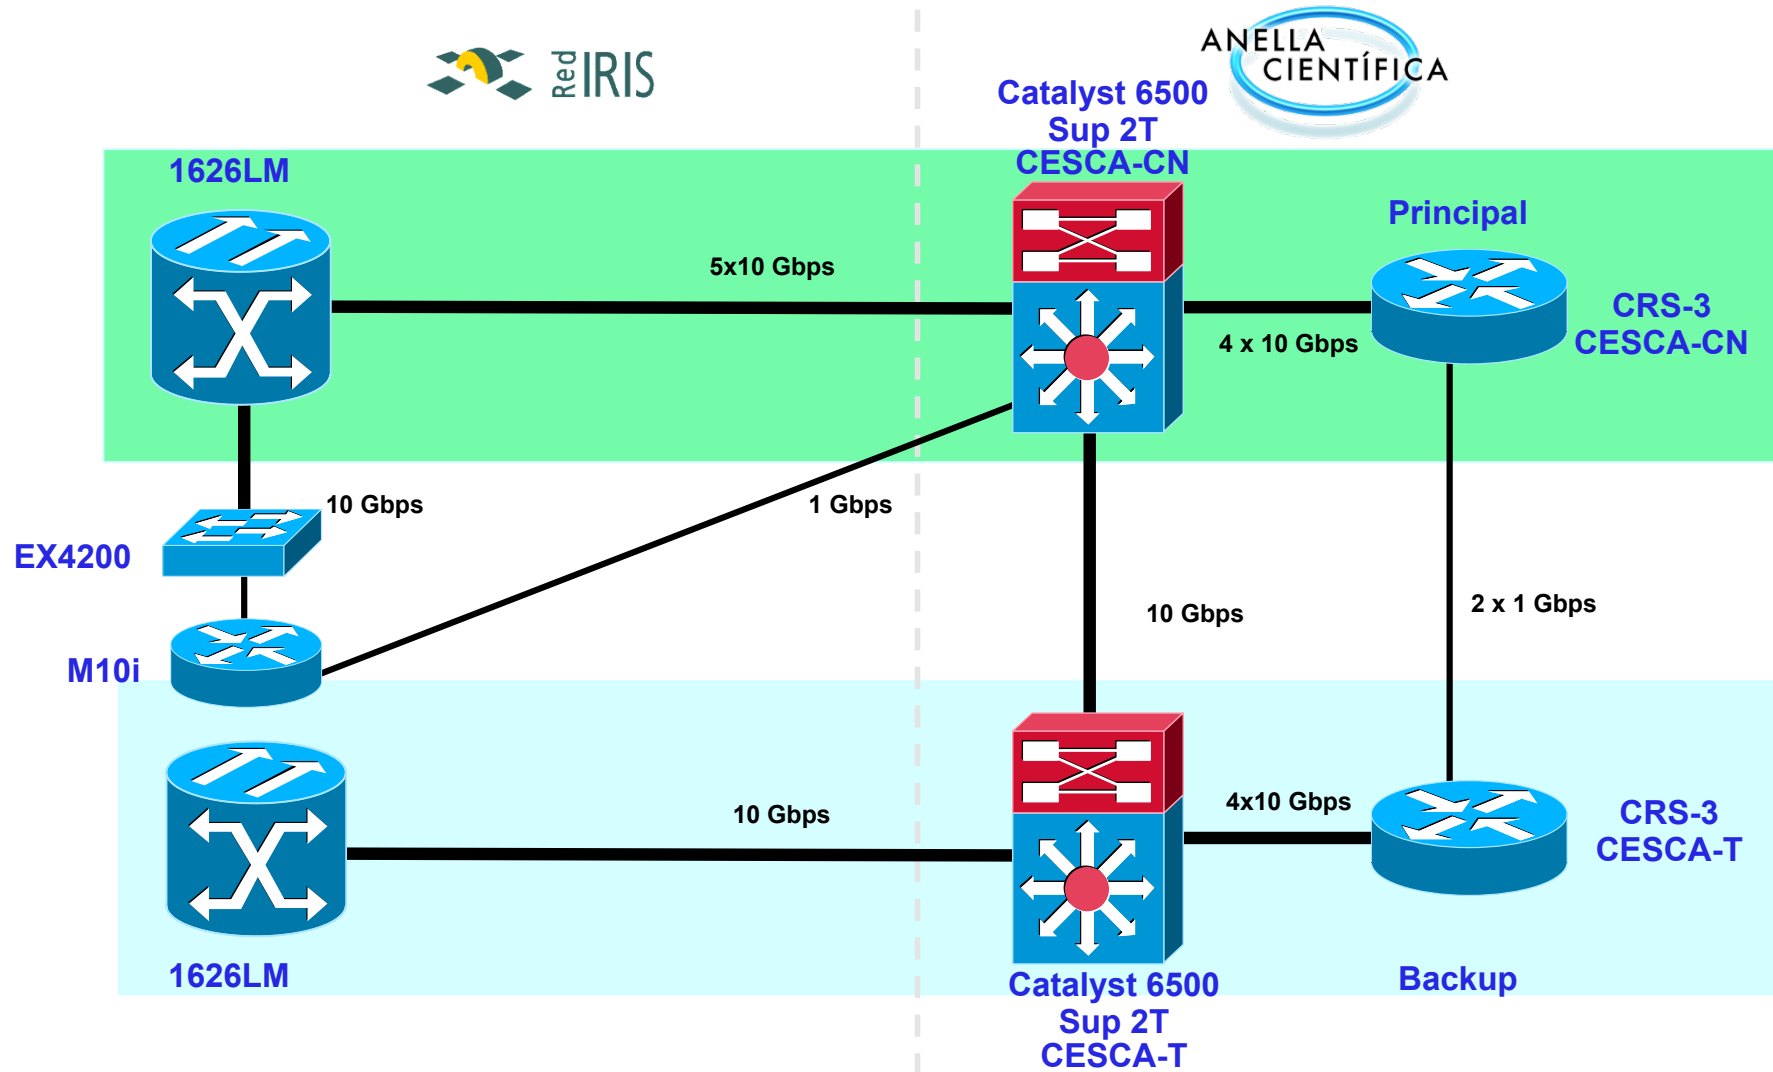 Red IRIS
ANELLA
CIENTÍFICA
Catalyst 6500
Sup 2T
CESCA-CN
1626LM
Principal
5x10 Gbps
4 x 10 Gbps
CRS-3
CESCA-CN
10 Gbps
1 Gbps
EX4200
10 Gbps
2 x 1 Gbps
M10i
10 Gbps
4x10 Gbps
CRS-3
CESCA-T
1626LM
Catalyst 6500
Sup 2T
CESCA-T
Backup